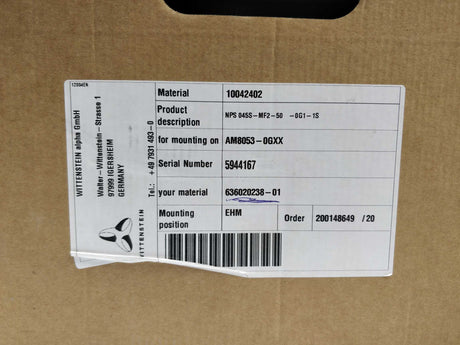 1Z004EN
WITTENSTEIN alpha GmbH
Walter-Wittenstein-Strasse 1
97999 IGERSHEIM
GERMANY
Tel.: +49 7931 493-0
WITTENSTEIN
Material 10042402
Product description NPS 045S-MF2-50 -0G1-1S
for mounting on AM8053-0GXX
Serial Number 5944167
your material 636020238-01
Mounting position EHM Order 200148649 /20